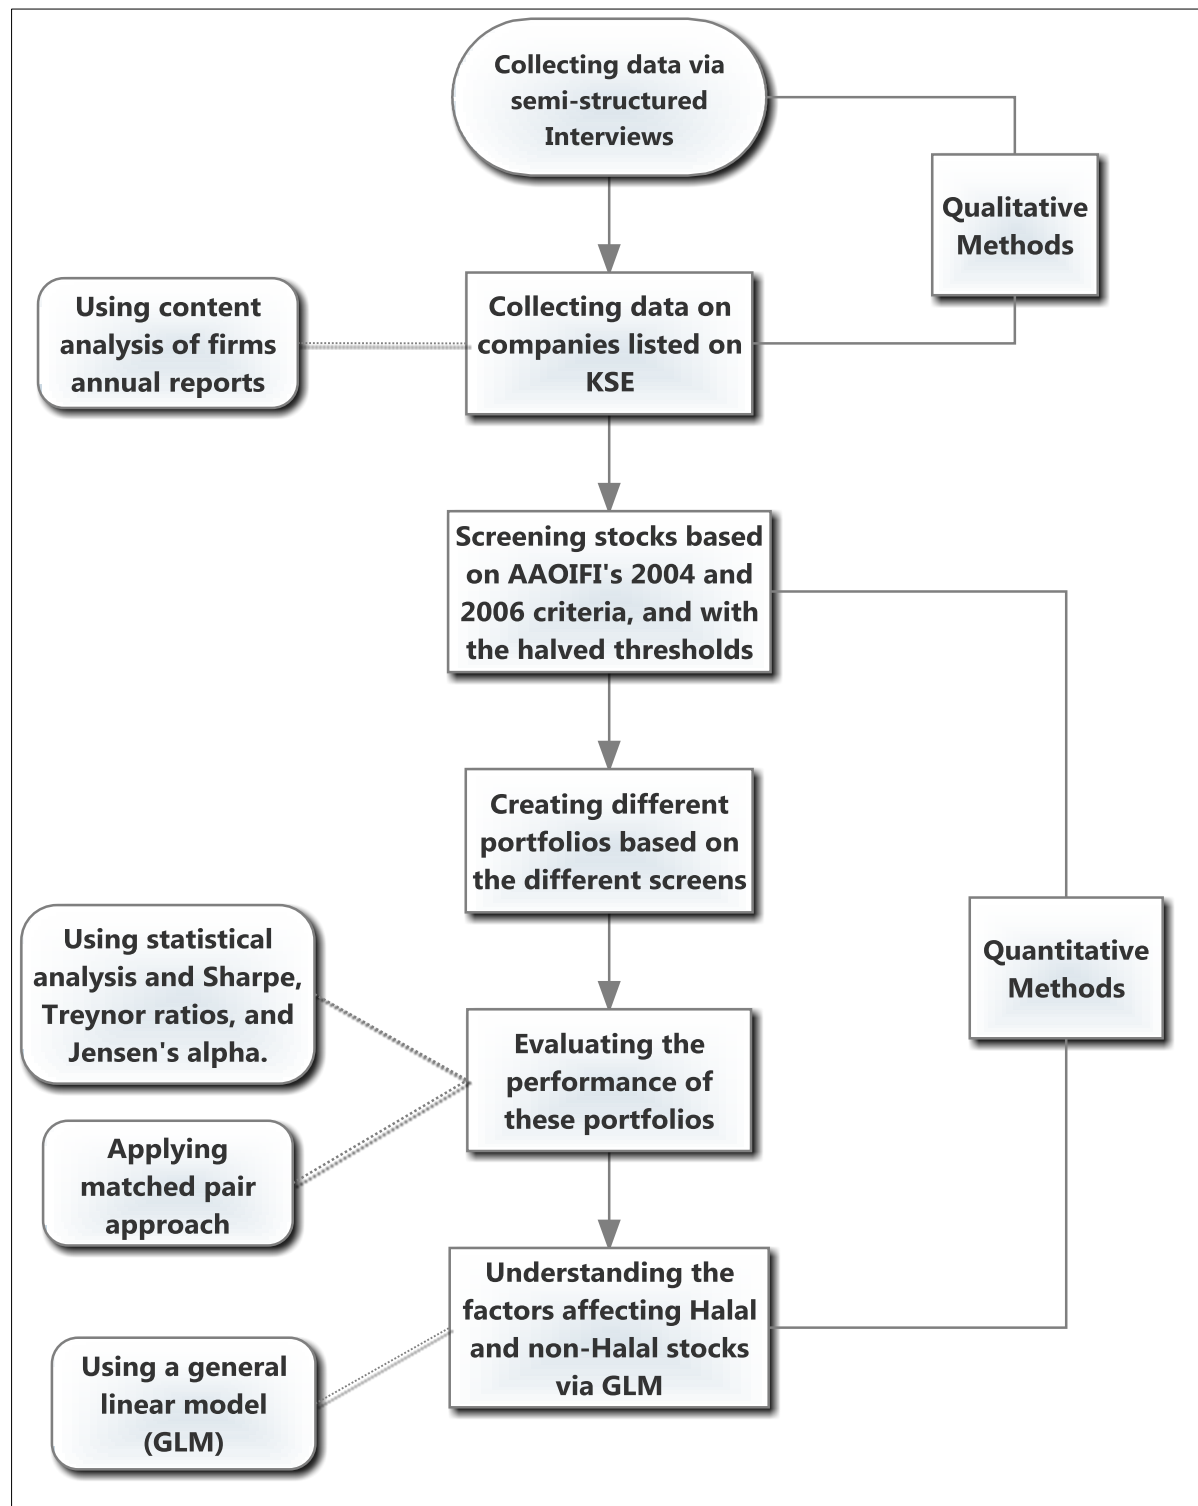 Collecting data via
semi-structured
Interviews
Qualitative
Methods
Using content
analysis of firms
annual reports
Collecting data on
companies listed on
KSE
Screening stocks based
on AAOIFI's 2004 and
2006 criteria, and with
the halved thresholds
Creating different
portfolios based on
the different screens
Using statistical
analysis and Sharpe,
Treynor ratios, and
Jensen's alpha.
Quantitative
Methods
Evaluating the
performance of
these portfolios
Applying
matched pair
approach
Understanding the
factors affecting Halal
and non-Halal stocks
via GLM
Using a general
linear model
(GLM)